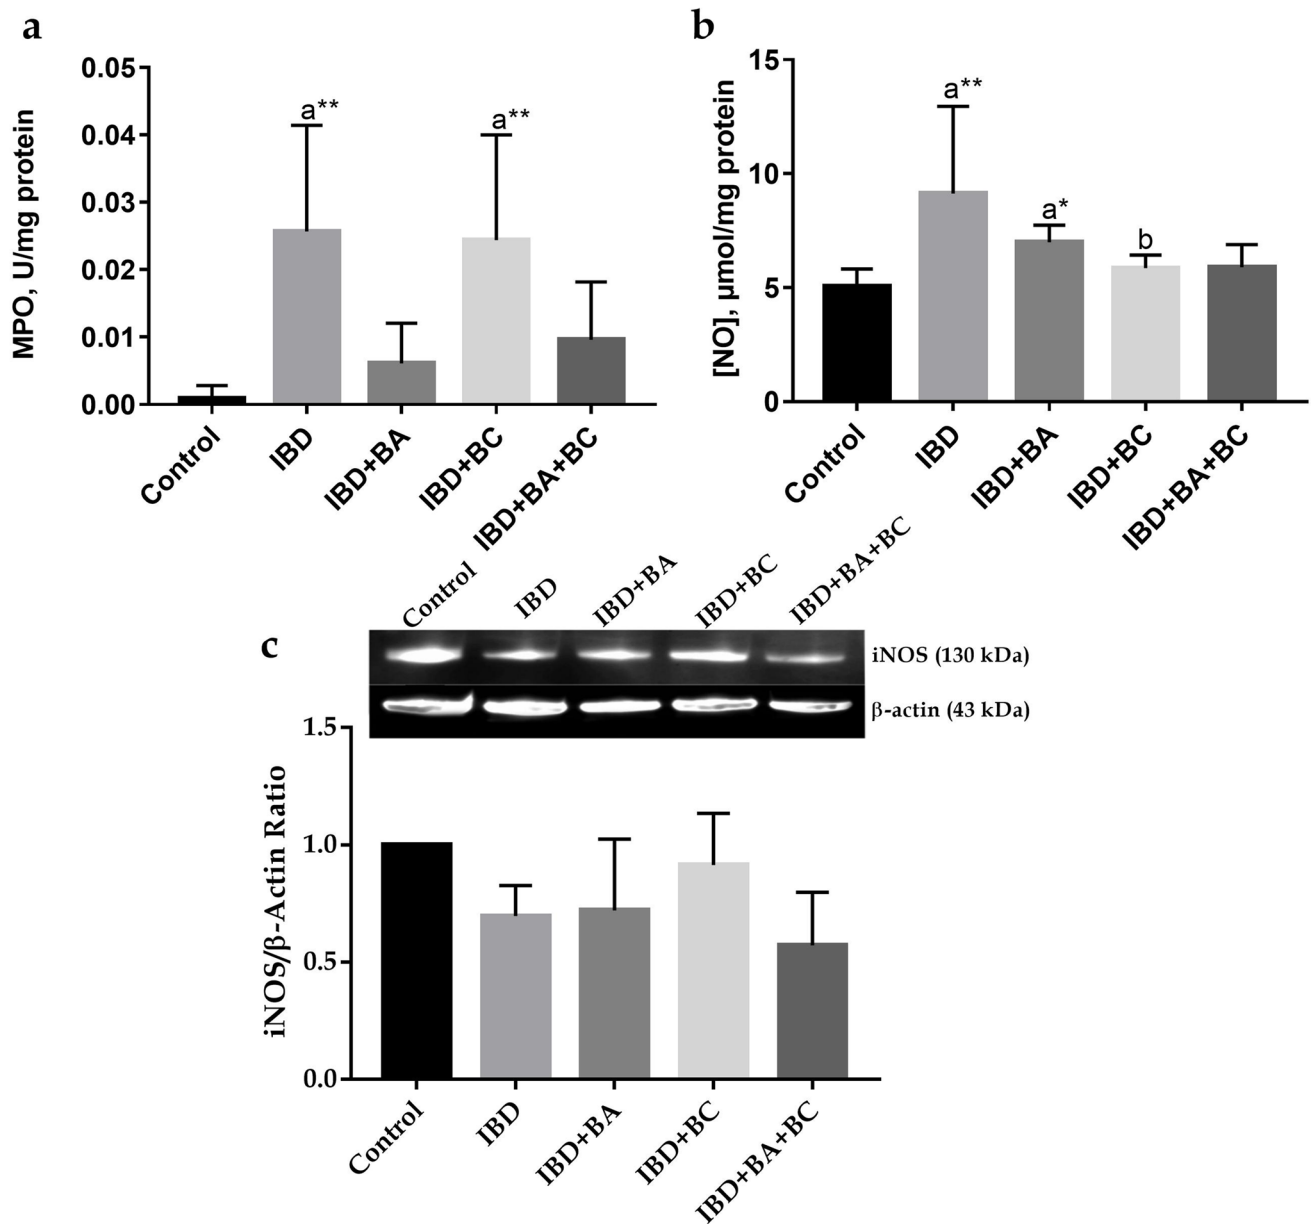 a
MPO, U/mg protein
0.05
0.04
0.03
0.02
0.01
0.00
a**
a**
Control
IBD
IBD+BA
IBD+BC
IBD+BA+BC
b
[NO], µmol/mg protein
15
10
5
0
a**
a*
b
Control
IBD
IBD+BA
IBD+BC
IBD+BA+BC
c
Control
IBD
IBD+BA
IBD+BC
IBD+BA+BC
iNOS (130 kDa)
β-actin (43 kDa)
iNOS/β-Actin Ratio
1.5
1.0
0.5
0.0
Control
IBD
IBD+BA
IBD+BC
IBD+BA+BC